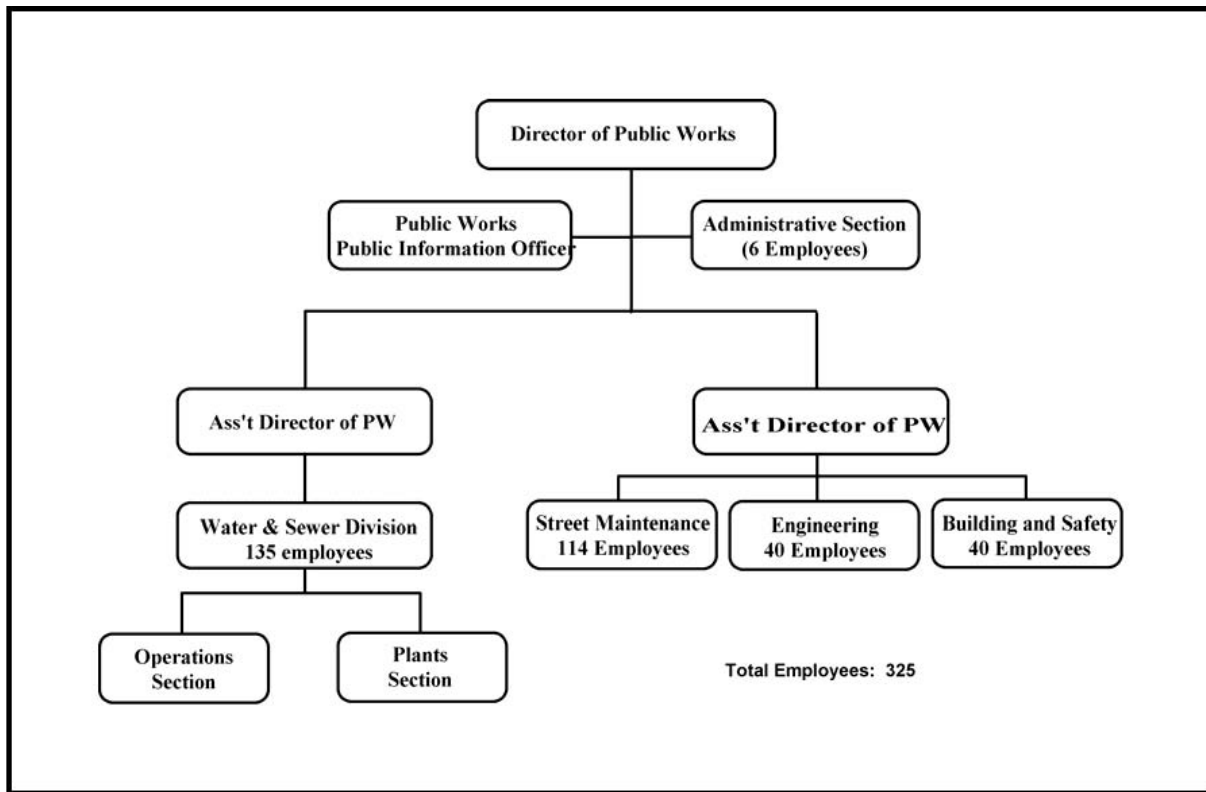 Director of Public Works
Public Works
Public Information Officer
Administrative Section
(6 Employees)
Ass't Director of PW
Ass't Director of PW
Water & Sewer Division
135 employees
Street Maintenance
114 Employees
Engineering
40 Employees
Building and Safety
40 Employees
Operations
Section
Plants
Section
Total Employees: 325